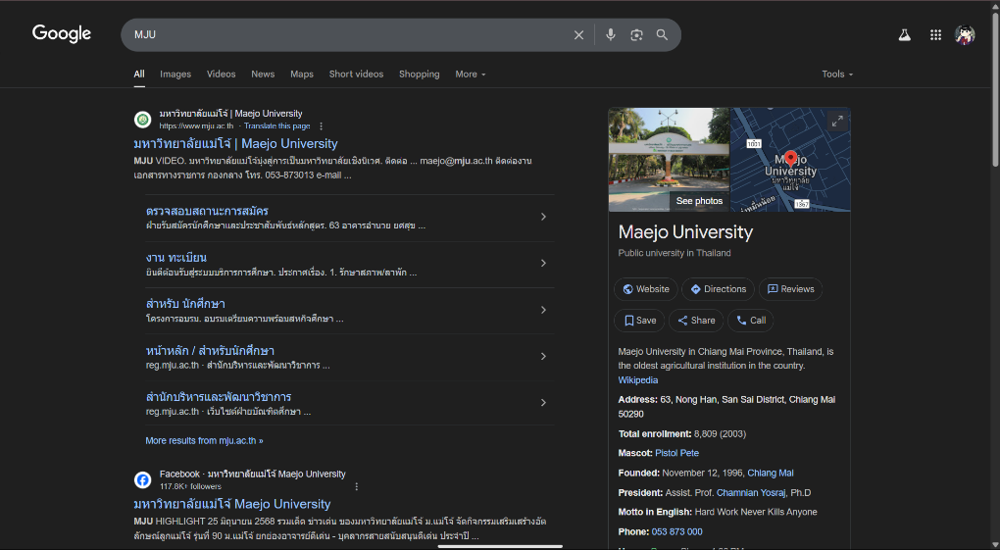 Google
MJU
All Images Videos News Maps Short videos Shopping More Tools
มหาวิทยาลัยแม่โจ้ | Maejo University
https://www.mju.ac.th · Translate this page
มหาวิทยาลัยแม่โจ้ | Maejo University
MJU VIDEO. มหาวิทยาลัยแม่โจ้มุ่งสู่การเป็นมหาวิทยาลัยเชิงนิเวศ. ติดต่อ ... maejo@mju.ac.th ติดต่องาน
เอกสารทางราชการ กองกลาง โทร. 053-873013 e-mail ...
ตรวจสอบสถานะการสมัคร
ฝ่ายรับสมัครนักศึกษาและประชาสัมพันธ์หลักสูตร. 63 อาคารอำนวย ยศสุข ...
งาน ทะเบียน
ยินดีต้อนรับสู่ระบบบริการการศึกษา. ประกาศเรื่อง. 1. รักษาสภาพ/ลาพัก ...
สำหรับ นักศึกษา
โครงการอบรม. อบรมเตรียมความพร้อมสหกิจศึกษา ...
หน้าหลัก / สำหรับนักศึกษา
reg.mju.ac.th · สำนักบริหารและพัฒนาวิชาการ ...
สำนักบริหารและพัฒนาวิชาการ
reg.mju.ac.th · เว็บไซต์ฝ่ายบัณฑิตศึกษา ...
More results from mju.ac.th »
Facebook · มหาวิทยาลัยแม่โจ้ Maejo University
117.8K+ followers
มหาวิทยาลัยแม่โจ้ Maejo University
MJU HIGHLIGHT 25 มิถุนายน 2568 รวมเด็ด ข่าวเด่น ของมหาวิทยาลัยแม่โจ้ ม.แม่โจ้ จัดกิจกรรมเสริมสร้างอัต
ลักษณ์ลูกแม่โจ้ รุ่นที่ 90 ม.แม่โจ้ ยกย่องอาจารย์ดีเด่น - บุคลากรสายสนับสนุนดีเด่น ประจำปี ...
See photos
1001
Maejo
University
มหาวิทยาลัย
แม่โจ้
1367
Maejo University
Public university in Thailand
Website Directions Reviews
Save Share Call
Maejo University in Chiang Mai Province, Thailand, is
the oldest agricultural institution in the country.
Wikipedia
Address: 63, Nong Han, San Sai District, Chiang Mai
50290
Total enrollment: 8,809 (2003)
Mascot: Pistol Pete
Founded: November 12, 1996, Chiang Mai
President: Assist. Prof. Chamnian Yosraj, Ph.D
Motto in English: Hard Work Never Kills Anyone
Phone: 053 873 000